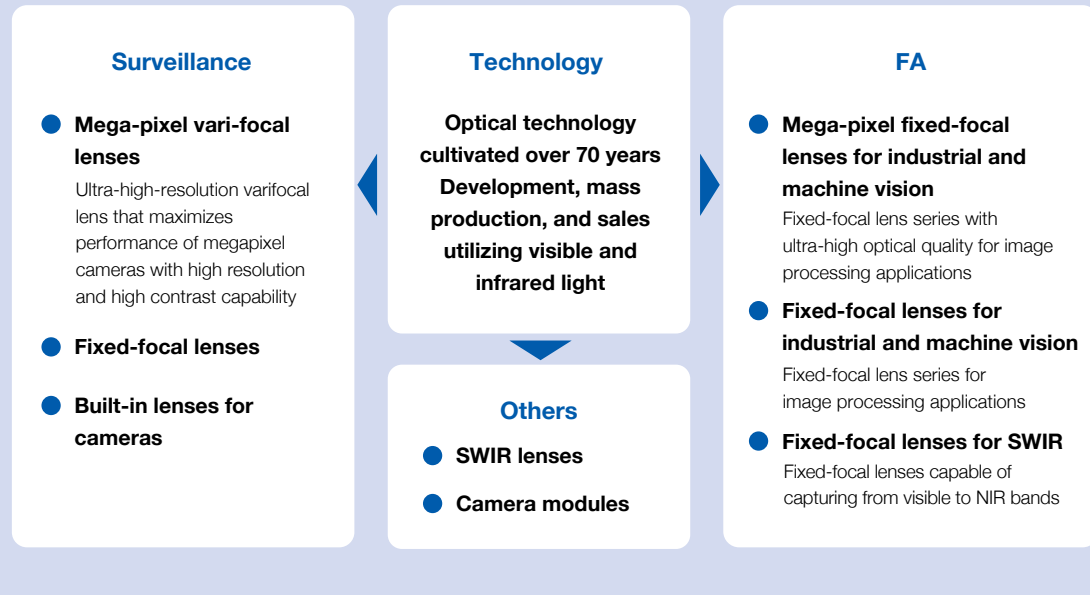 Surveillance
Mega-pixel vari-focal
lenses
Ultra-high-resolution varifocal
lens that maximizes
performance of megapixel
cameras with high resolution
and high contrast capability
Fixed-focal lenses
Built-in lenses for
cameras
Technology
Optical technology
cultivated over 70 years
Development, mass
production, and sales
utilizing visible and
infrared light
Others
SWIR lenses
Camera modules
FA
Mega-pixel fixed-focal
lenses for industrial and
machine vision
Fixed-focal lens series with
ultra-high optical quality for image
processing applications
Fixed-focal lenses for
industrial and machine vision
Fixed-focal lens series for
image processing applications
Fixed-focal lenses for SWIR
Fixed-focal lenses capable of
capturing from visible to NIR bands